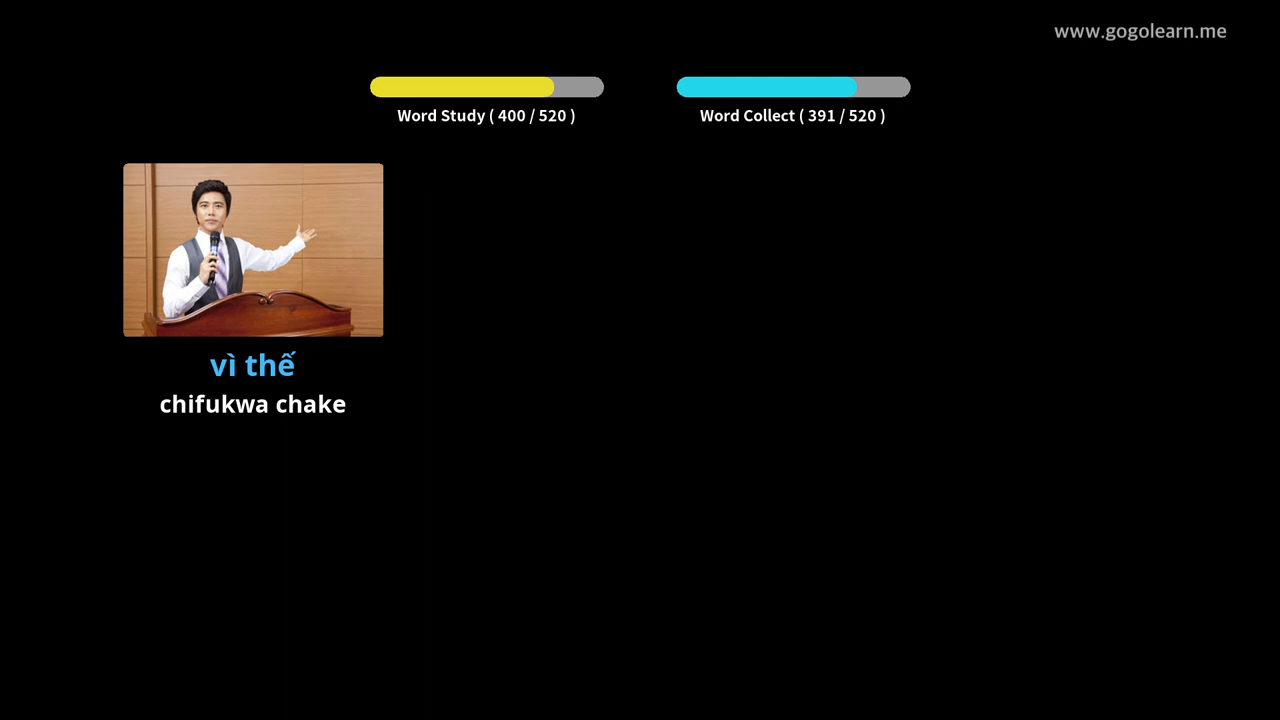 www.gogolearn.me
Word Study ( 400 / 520 )
Word Collect ( 391 / 520 )
vì thế
chifukwa chake